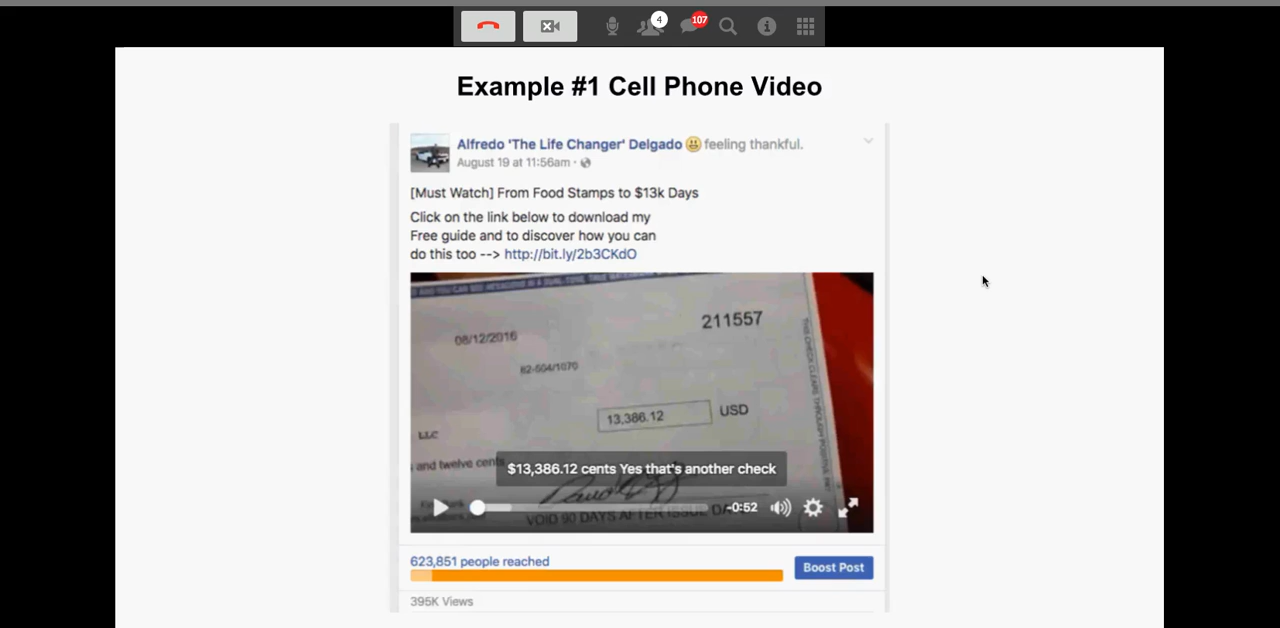 4
107
Example #1 Cell Phone Video
Alfredo 'The Life Changer' Delgado feeling thankful.
August 19 at 11:56am ·
[Must Watch] From Food Stamps to $13k Days
Click on the link below to download my
Free guide and to discover how you can
do this too --> http://bit.ly/2b3CKdO
08/12/2016
211557
62-504/1070
13,386.12 USD
LLC
and twelve cents
$13,386.12 cents Yes that's another check
-0:52
VOID 90 DAYS AFTER ISSUE
623,851 people reached
Boost Post
395K Views